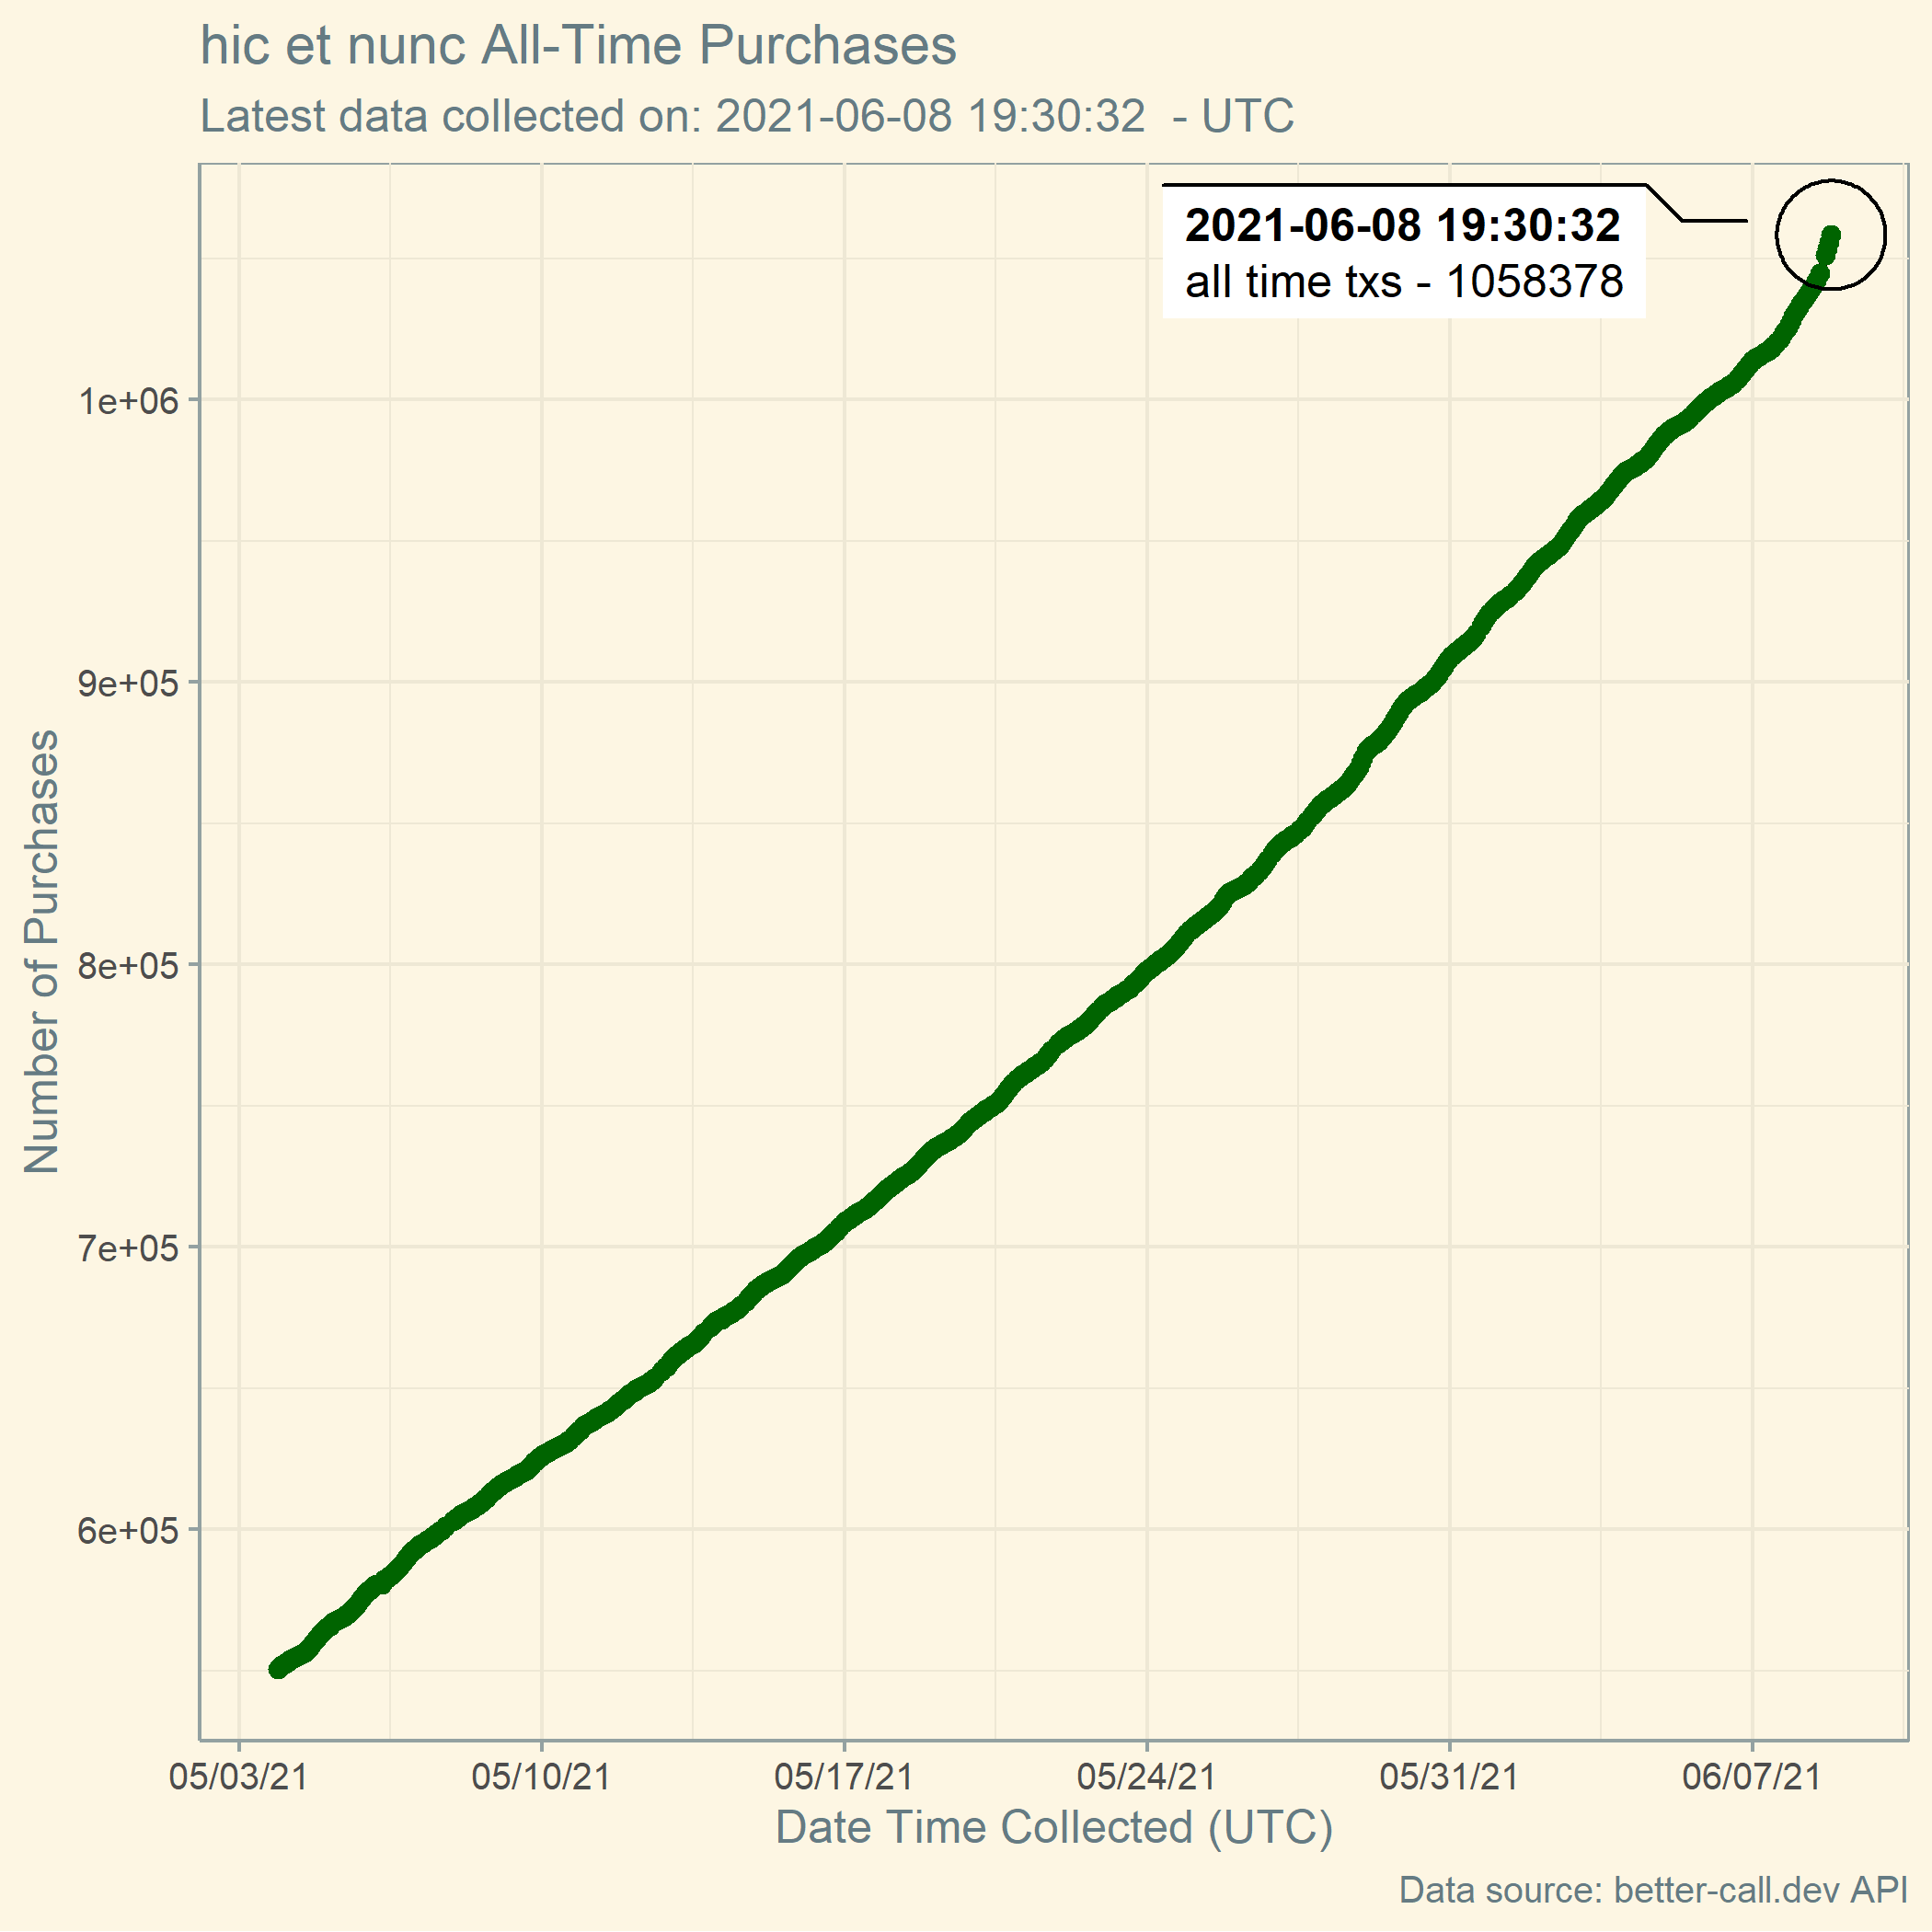 hic et nunc All-Time Purchases
Latest data collected on: 2021-06-08 19:30:32  - UTC
2021-06-08 19:30:32
all time txs - 1058378
Number of Purchases
1e+06
9e+05
8e+05
7e+05
6e+05
05/03/21 05/10/21 05/17/21 05/24/21 05/31/21 06/07/21
Date Time Collected (UTC)
Data source: better-call.dev API